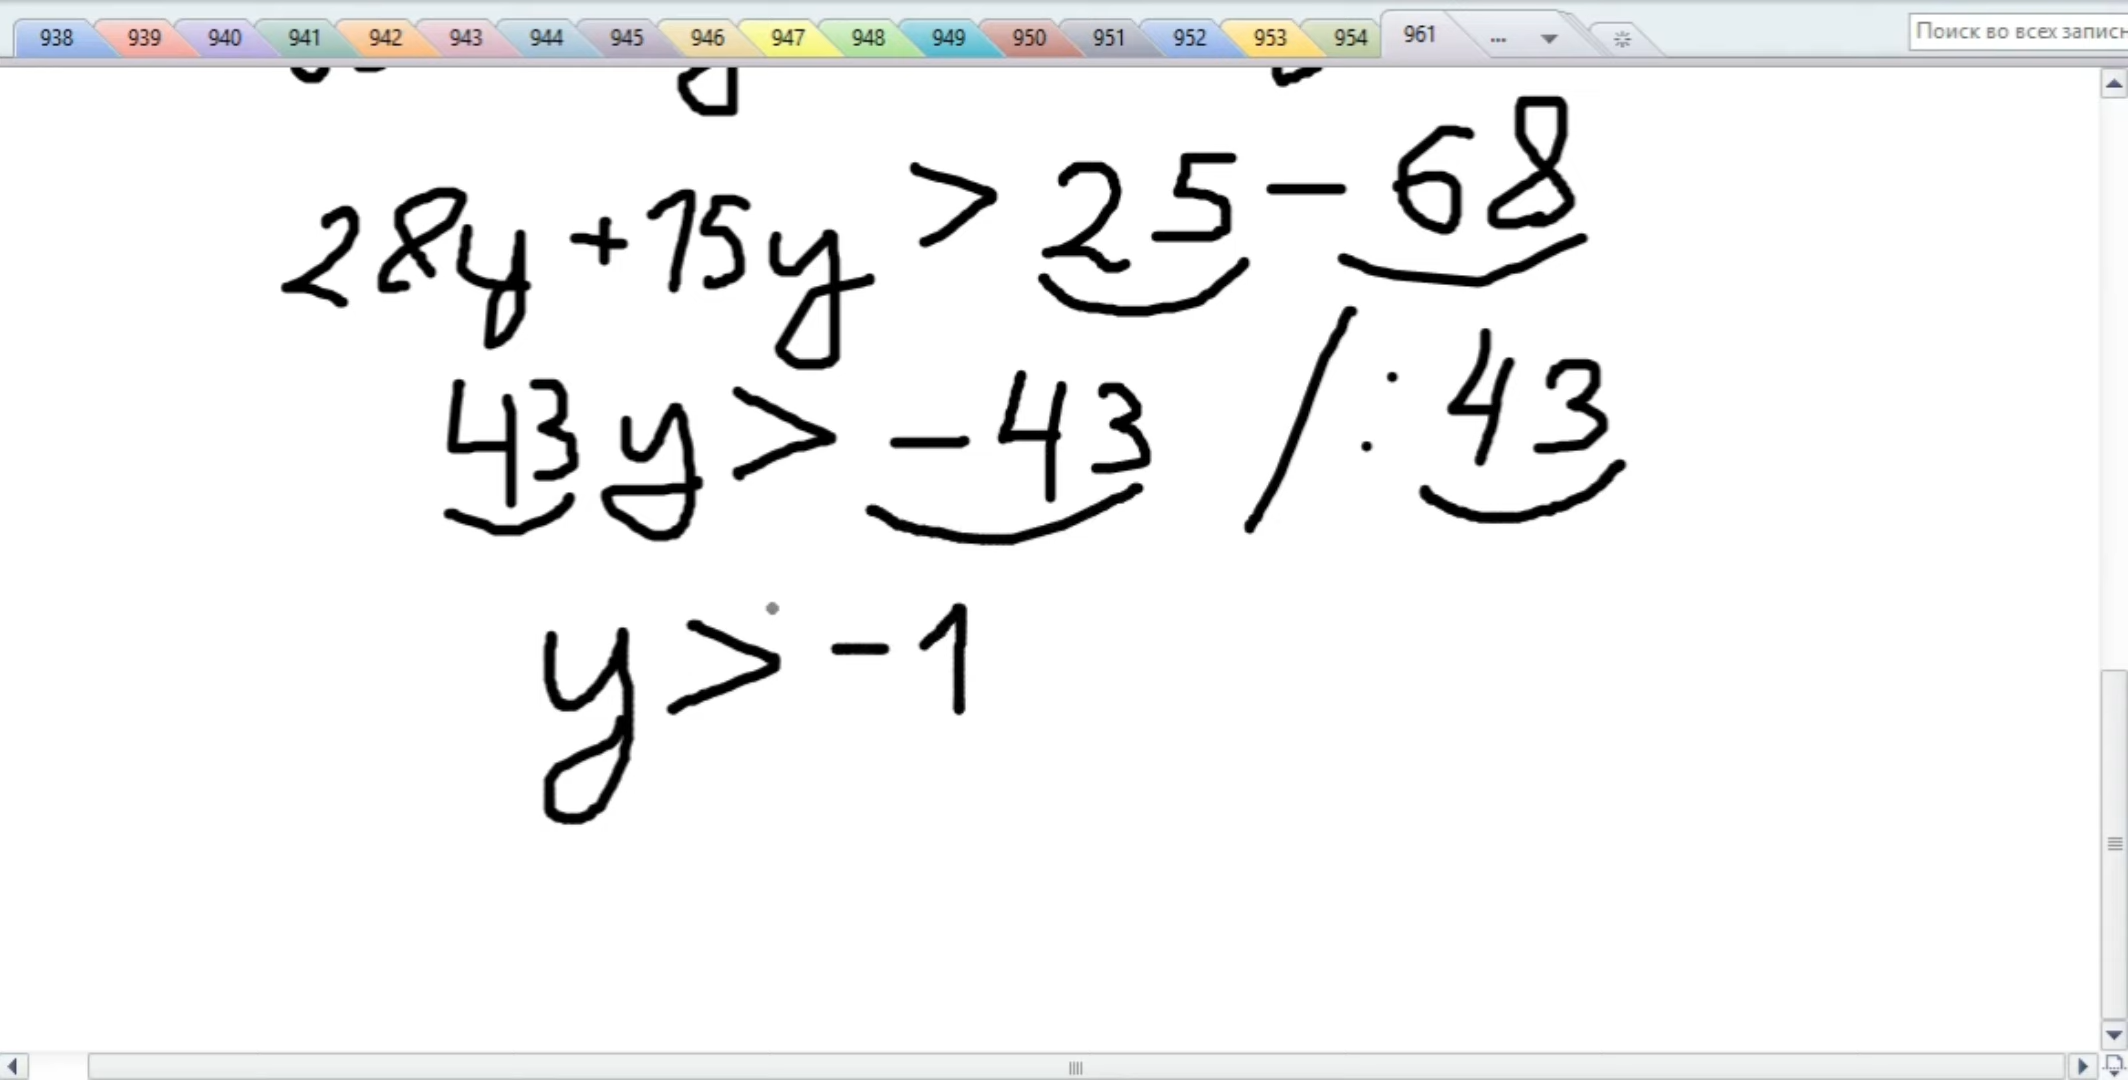 938 939 940 941 942 943 944 945 946 947 948 949 950 951 952 953 954 961 ...
Поиск во всех запис
28y+15y > 25-68
43y > -43 /:43
y > -1